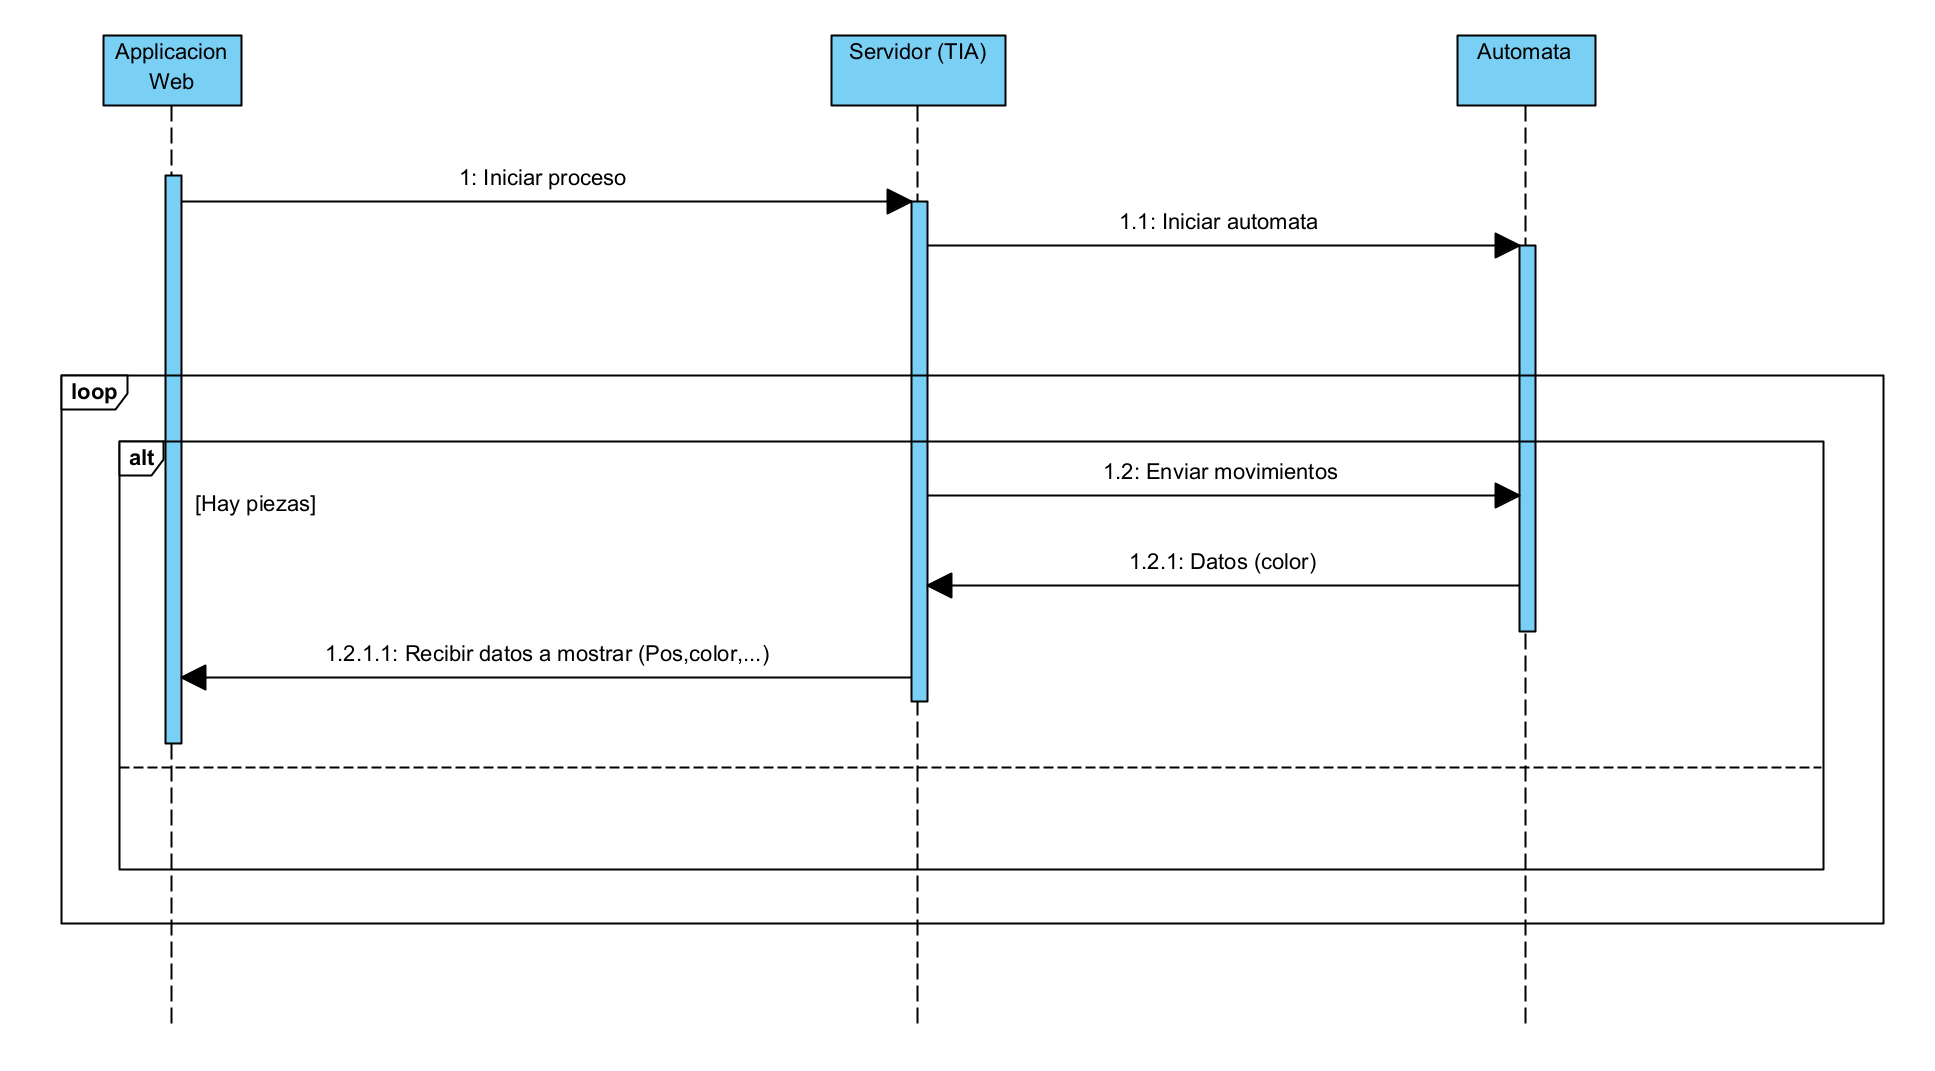 Applicacion
Web
Servidor (TIA)
Automata
1: Iniciar proceso
1.1: Iniciar automata
loop
alt
1.2: Enviar movimientos
[Hay piezas]
1.2.1: Datos (color)
1.2.1.1: Recibir datos a mostrar (Pos,color,...)